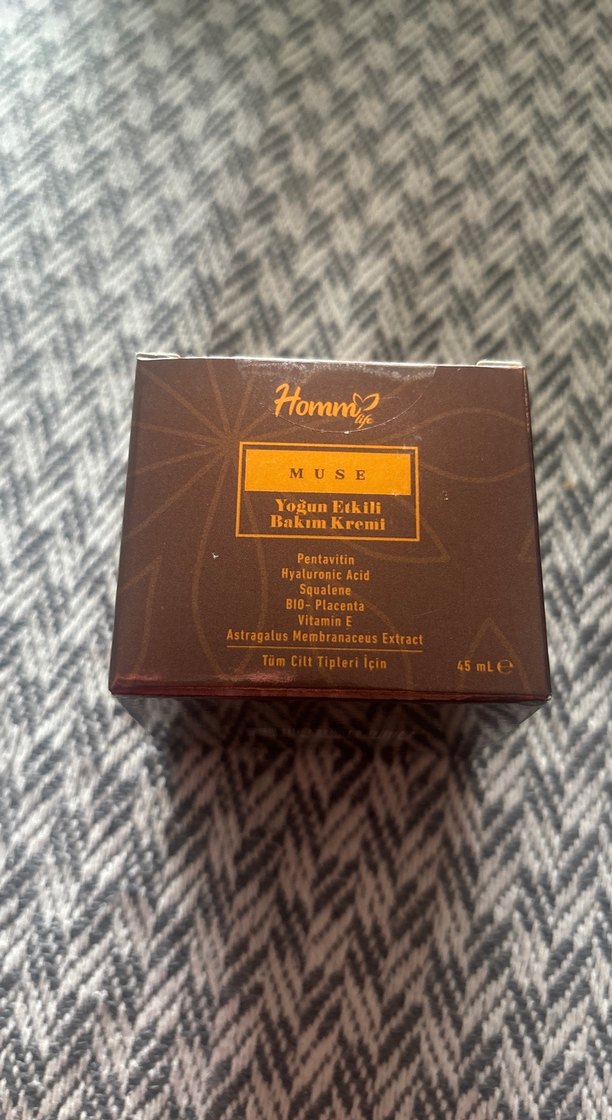 Homm
life
MUSE
Yoğun Etkili
Bakım Kremi
Pentavitin
Hyaluronic Acid
Squalene
BIO- Placenta
Vitamin E
Astragalus Membranaceus Extract
Tüm Cilt Tipleri İçin
45 mL ℮